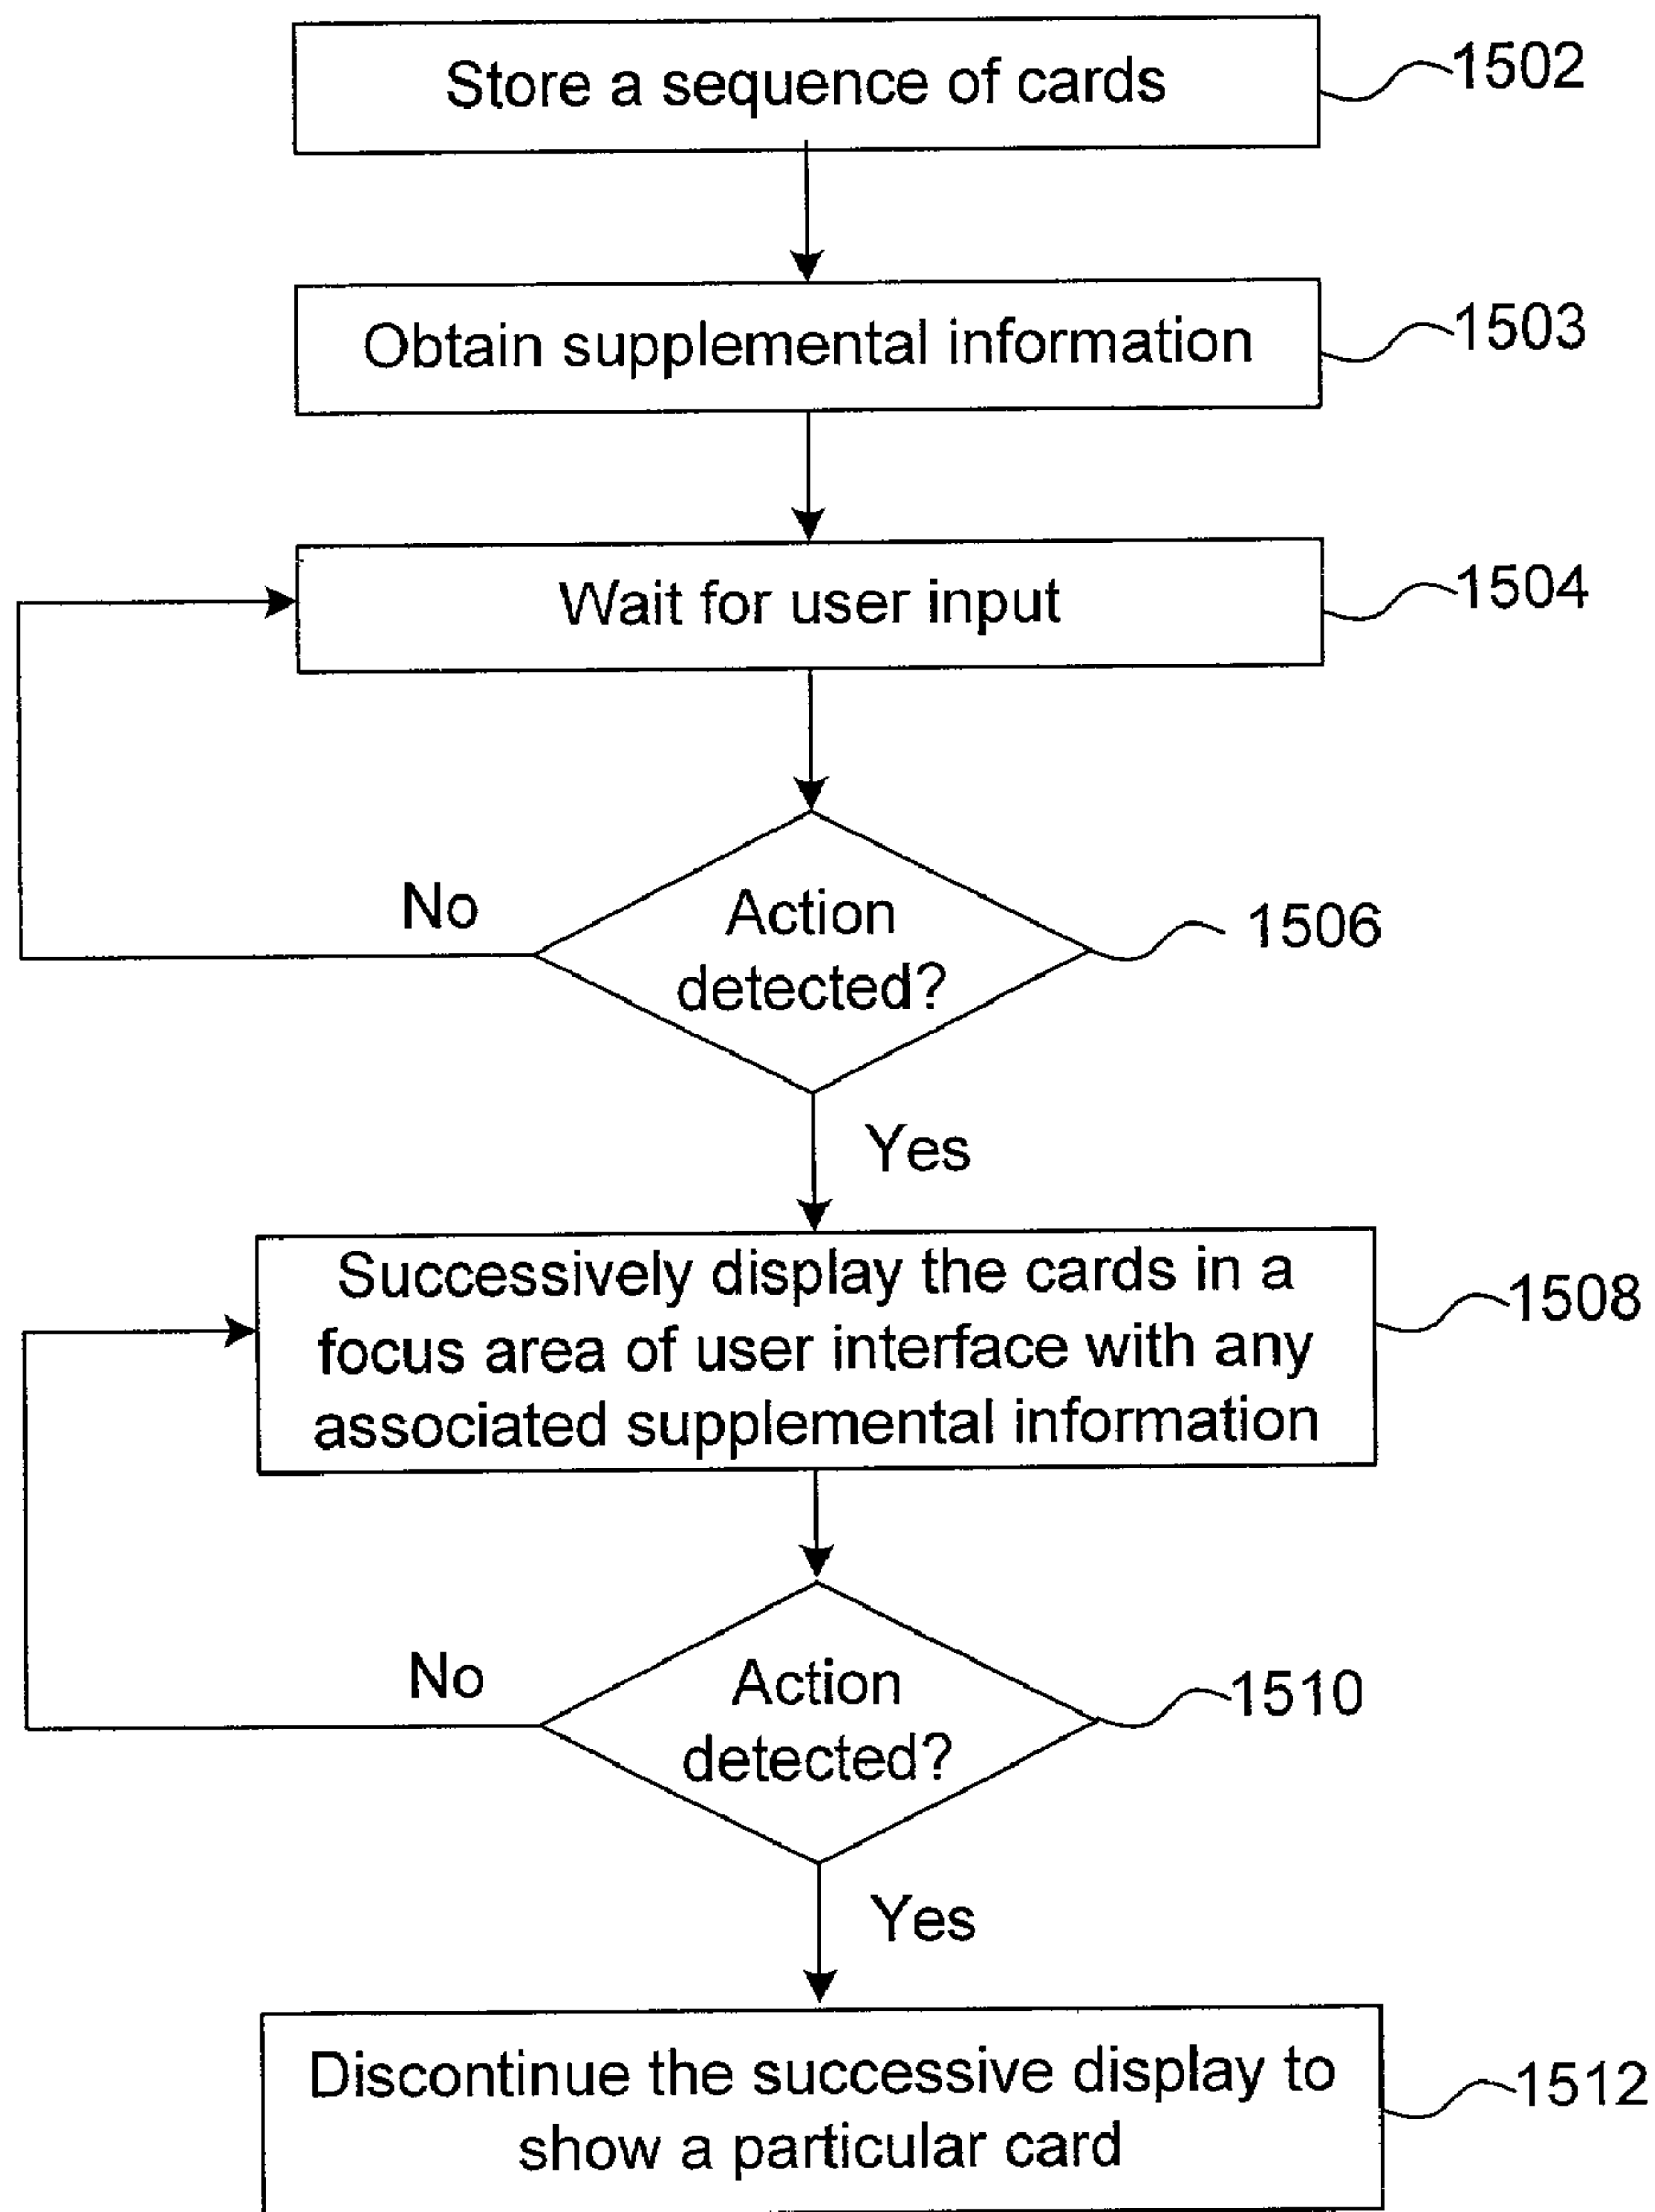 Store a sequence of cards
1502
Obtain supplemental information
1503
Wait for user input
1504
No
Action
detected?
1506
Yes
Successively display the cards in a
focus area of user interface with any
associated supplemental information
1508
No
Action
detected?
1510
Yes
Discontinue the successive display to
show a particular card
1512